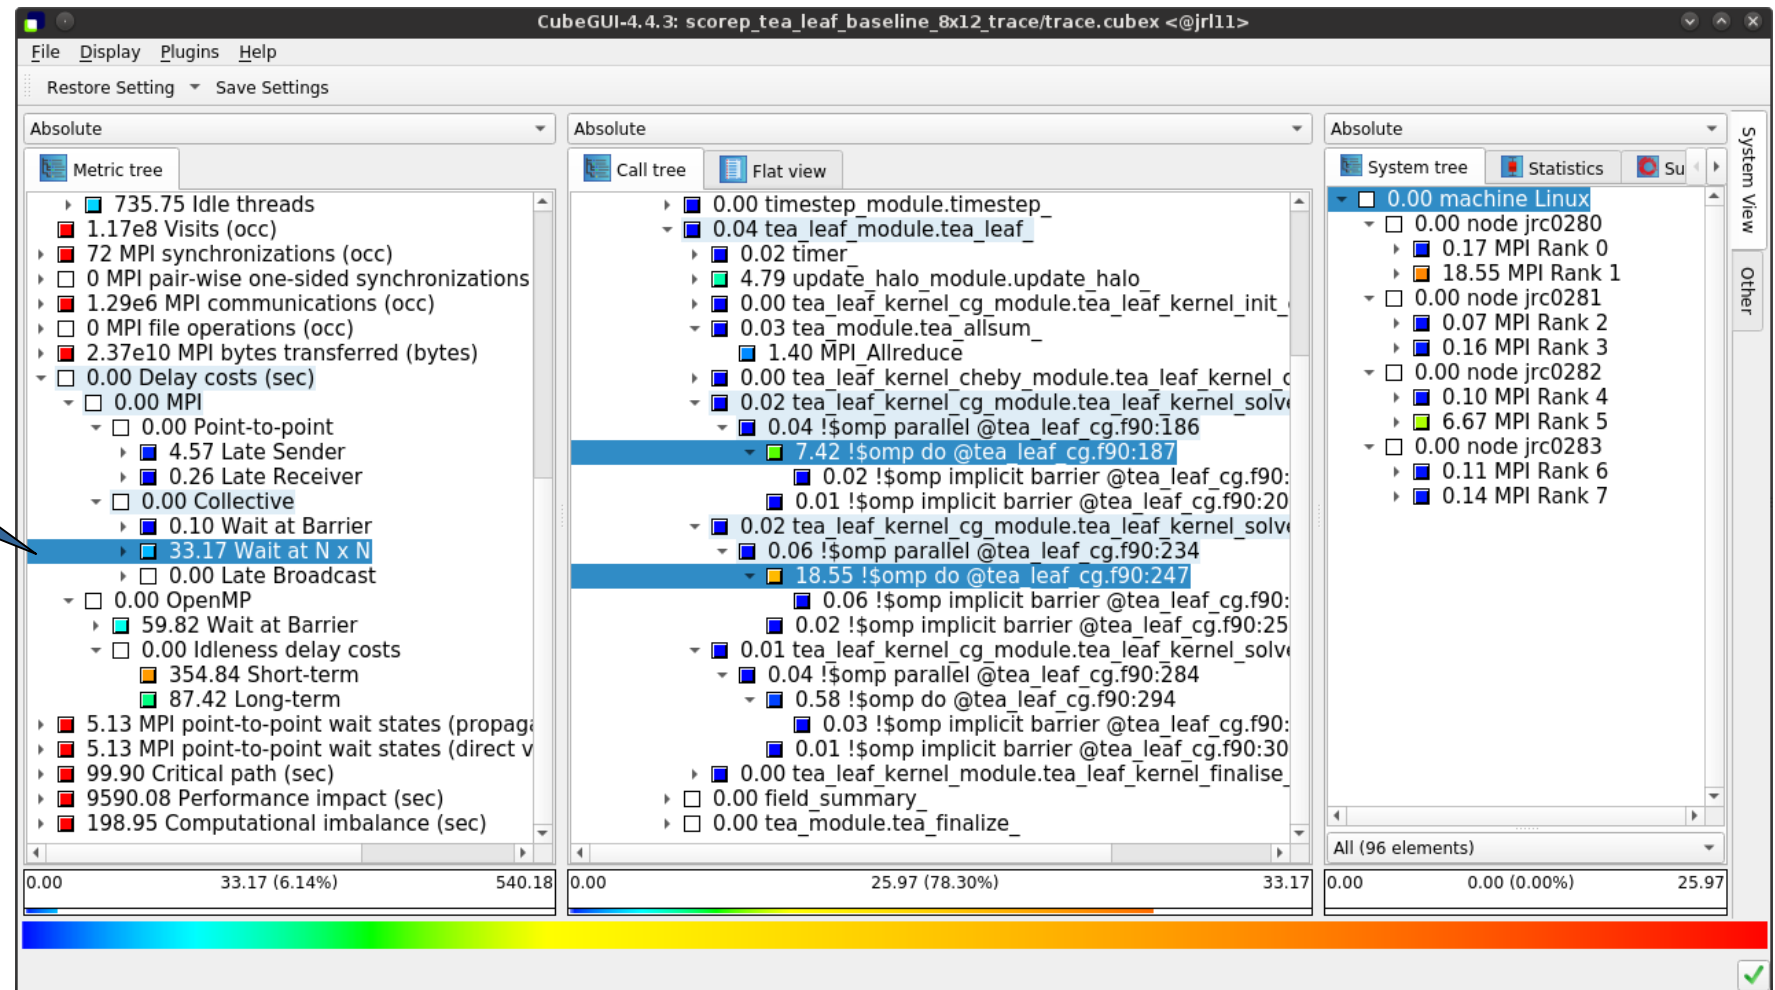 CubeGUI-4.4.3: scorep_tea_leaf_baseline_8x12_trace/trace.cubex <@jrl11>
File Display Plugins Help
Restore Setting Save Settings
Absolute
Metric tree
735.75 Idle threads
1.17e8 Visits (occ)
72 MPI synchronizations (occ)
0 MPI pair-wise one-sided synchronizations
1.29e6 MPI communications (occ)
0 MPI file operations (occ)
2.37e10 MPI bytes transferred (bytes)
0.00 Delay costs (sec)
0.00 MPI
0.00 Point-to-point
4.57 Late Sender
0.26 Late Receiver
0.00 Collective
0.10 Wait at Barrier
33.17 Wait at N x N
0.00 Late Broadcast
0.00 OpenMP
59.82 Wait at Barrier
0.00 Idleness delay costs
354.84 Short-term
87.42 Long-term
5.13 MPI point-to-point wait states (propaga
5.13 MPI point-to-point wait states (direct v
99.90 Critical path (sec)
9590.08 Performance impact (sec)
198.95 Computational imbalance (sec)
0.00 33.17 (6.14%) 540.18
Absolute
Call tree Flat view
0.00 timestep_module.timestep_
0.04 tea_leaf_module.tea_leaf_
0.02 timer_
4.79 update_halo_module.update_halo_
0.00 tea_leaf_kernel_cg_module.tea_leaf_kernel_init_
0.03 tea_module.tea_allsum_
1.40 MPI_Allreduce
0.00 tea_leaf_kernel_cheby_module.tea_leaf_kernel_c
0.02 tea_leaf_kernel_cg_module.tea_leaf_kernel_solve
0.04 !$omp parallel @tea_leaf_cg.f90:186
7.42 !$omp do @tea_leaf_cg.f90:187
0.02 !$omp implicit barrier @tea_leaf_cg.f90:
0.01 !$omp implicit barrier @tea_leaf_cg.f90:20
0.02 tea_leaf_kernel_cg_module.tea_leaf_kernel_solve
0.06 !$omp parallel @tea_leaf_cg.f90:234
18.55 !$omp do @tea_leaf_cg.f90:247
0.06 !$omp implicit barrier @tea_leaf_cg.f90:
0.02 !$omp implicit barrier @tea_leaf_cg.f90:25
0.01 tea_leaf_kernel_cg_module.tea_leaf_kernel_solve
0.04 !$omp parallel @tea_leaf_cg.f90:284
0.58 !$omp do @tea_leaf_cg.f90:294
0.03 !$omp implicit barrier @tea_leaf_cg.f90:
0.01 !$omp implicit barrier @tea_leaf_cg.f90:30
0.00 tea_leaf_kernel_module.tea_leaf_kernel_finalise_
0.00 field_summary_
0.00 tea_module.tea_finalize_
0.00 25.97 (78.30%) 33.17
Absolute
System tree Statistics Su
0.00 machine Linux
0.00 node jrc0280
0.17 MPI Rank 0
18.55 MPI Rank 1
0.00 node jrc0281
0.07 MPI Rank 2
0.16 MPI Rank 3
0.00 node jrc0282
0.10 MPI Rank 4
6.67 MPI Rank 5
0.00 node jrc0283
0.11 MPI Rank 6
0.14 MPI Rank 7
All (96 elements)
0.00 0.00 (0.00%) 25.97
System View
Other